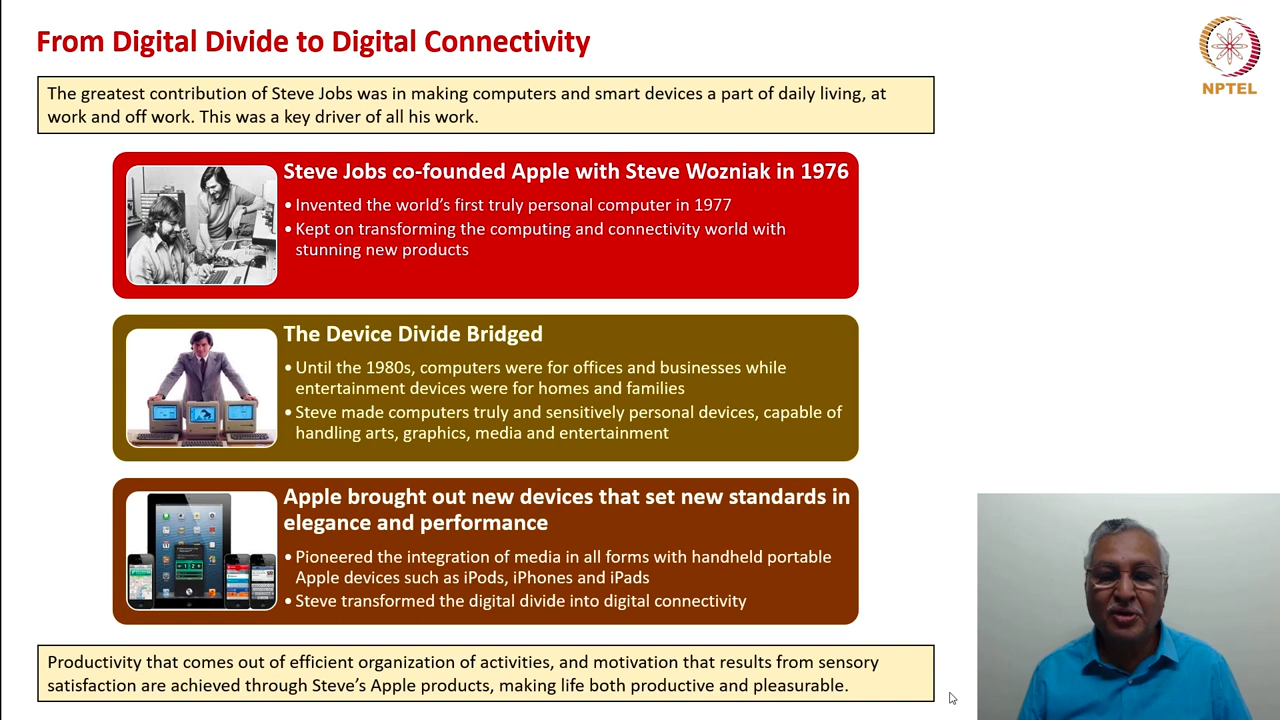 From Digital Divide to Digital Connectivity
NPTEL
The greatest contribution of Steve Jobs was in making computers and smart devices a part of daily living, at
work and off work. This was a key driver of all his work.
Steve Jobs co-founded Apple with Steve Wozniak in 1976
• Invented the world's first truly personal computer in 1977
• Kept on transforming the computing and connectivity world with
stunning new products
The Device Divide Bridged
• Until the 1980s, computers were for offices and businesses while
entertainment devices were for homes and families
• Steve made computers truly and sensitively personal devices, capable of
handling arts, graphics, media and entertainment
Apple brought out new devices that set new standards in
elegance and performance
• Pioneered the integration of media in all forms with handheld portable
Apple devices such as iPods, iPhones and iPads
• Steve transformed the digital divide into digital connectivity
Productivity that comes out of efficient organization of activities, and motivation that results from sensory
satisfaction are achieved through Steve's Apple products, making life both productive and pleasurable.